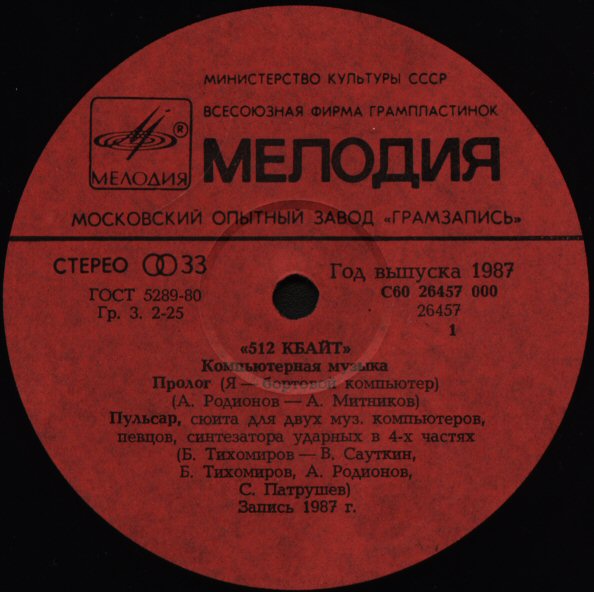 МИНИСТЕРСТВО КУЛЬТУРЫ СССР
ВСЕСОЮЗНАЯ ФИРМА ГРАМПЛАСТИНОК
® МЕЛОДИЯ
МЕЛОДИЯ
МОСКОВСКИЙ ОПЫТНЫЙ ЗАВОД «ГРАМЗАПИСЬ»
СТЕРЕО 33
Год выпуска 1987
ГОСТ 5289-80
С60 26457 000
Гр. 3. 2-25
26457
1
«512 КБАЙТ»
Компьютерная музыка
Пролог (Я — бортовой компьютер)
(А. Родионов — А. Митников)
Пульсар, сюита для двух муз. компьютеров,
певцов, синтезатора ударных в 4-х частях
(Б. Тихомиров — В. Сауткин,
Б. Тихомиров, А. Родионов,
С. Патрушев)
Запись 1987 г.